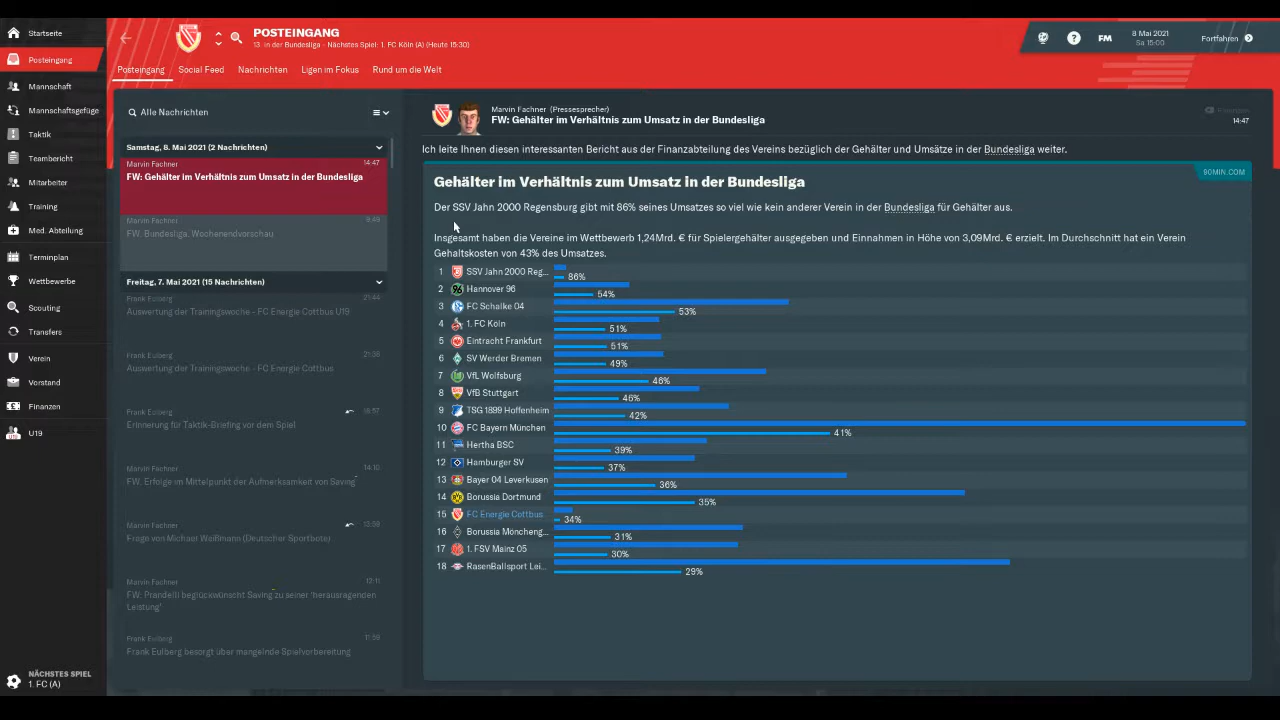 Startseite
Posteingang
Mannschaft
Mannschaftsgefüge
Taktik
Teambericht
Mitarbeiter
Training
Med. Abteilung
Terminplan
Wettbewerbe
Scouting
Transfers
Verein
Vorstand
Finanzen
U19
NÄCHSTES SPIEL
1. FC (A)
POSTEINGANG
13. in der Bundesliga - Nächstes Spiel: 1. FC Köln (A) (Heute 15:30)
FM
8 Mai 2021
Sa 15:00
Fortfahren
Posteingang Social Feed Nachrichten Ligen im Fokus Rund um die Welt
Alle Nachrichten
Samstag, 8. Mai 2021 (2 Nachrichten)
Marvin Fachner 14:47
FW: Gehälter im Verhältnis zum Umsatz in der Bundesliga
Marvin Fachner
FW: Bundesliga, Wochenendvorschau
Freitag, 7. Mai 2021 (15 Nachrichten)
Frank Eulberg 21:44
Auswertung der Trainingswoche - FC Energie Cottbus U19
Frank Eulberg 21:38
Auswertung der Trainingswoche - FC Energie Cottbus
Frank Eulberg
Erinnerung für Taktik-Briefing vor dem Spiel
Marvin Fachner 14:10
FW: Erfolge im Mittelpunkt der Aufmerksamkeit von Saving
Marvin Fachner
Frage von Michael Weißmann (Deutscher Sportbote)
Marvin Fachner 12:11
FW: Prandelli beglückwünscht Saving zu seiner 'herausragenden
Leistung'
Frank Eulberg 11:59
Frank Eulberg besorgt über mangelnde Spielvorbereitung
Marvin Fachner (Pressesprecher)
FW: Gehälter im Verhältnis zum Umsatz in der Bundesliga
14:47
Ich leite Ihnen diesen interessanten Bericht aus der Finanzabteilung des Vereins bezüglich der Gehälter und Umsätze in der Bundesliga weiter.
90MIN.COM
Gehälter im Verhältnis zum Umsatz in der Bundesliga
Der SSV Jahn 2000 Regensburg gibt mit 86% seines Umsatzes so viel wie kein anderer Verein in der Bundesliga für Gehälter aus.
Insgesamt haben die Vereine im Wettbewerb 1,24Mrd. € für Spielergehälter ausgegeben und Einnahmen in Höhe von 3,09Mrd. € erzielt. Im Durchschnitt hat ein Verein
Gehaltskosten von 43% des Umsatzes.
1 SSV Jahn 2000 Reg... 86%
2 Hannover 96 54%
3 FC Schalke 04 53%
4 1. FC Köln 51%
5 Eintracht Frankfurt 51%
6 SV Werder Bremen 49%
7 VfL Wolfsburg 46%
8 VfB Stuttgart 46%
9 TSG 1899 Hoffenheim 42%
10 FC Bayern München 41%
11 Hertha BSC 39%
12 Hamburger SV 37%
13 Bayer 04 Leverkusen 36%
14 Borussia Dortmund 35%
15 FC Energie Cottbus 34%
16 Borussia Möncheng... 31%
17 1. FSV Mainz 05 30%
18 RasenBallsport Lei... 29%